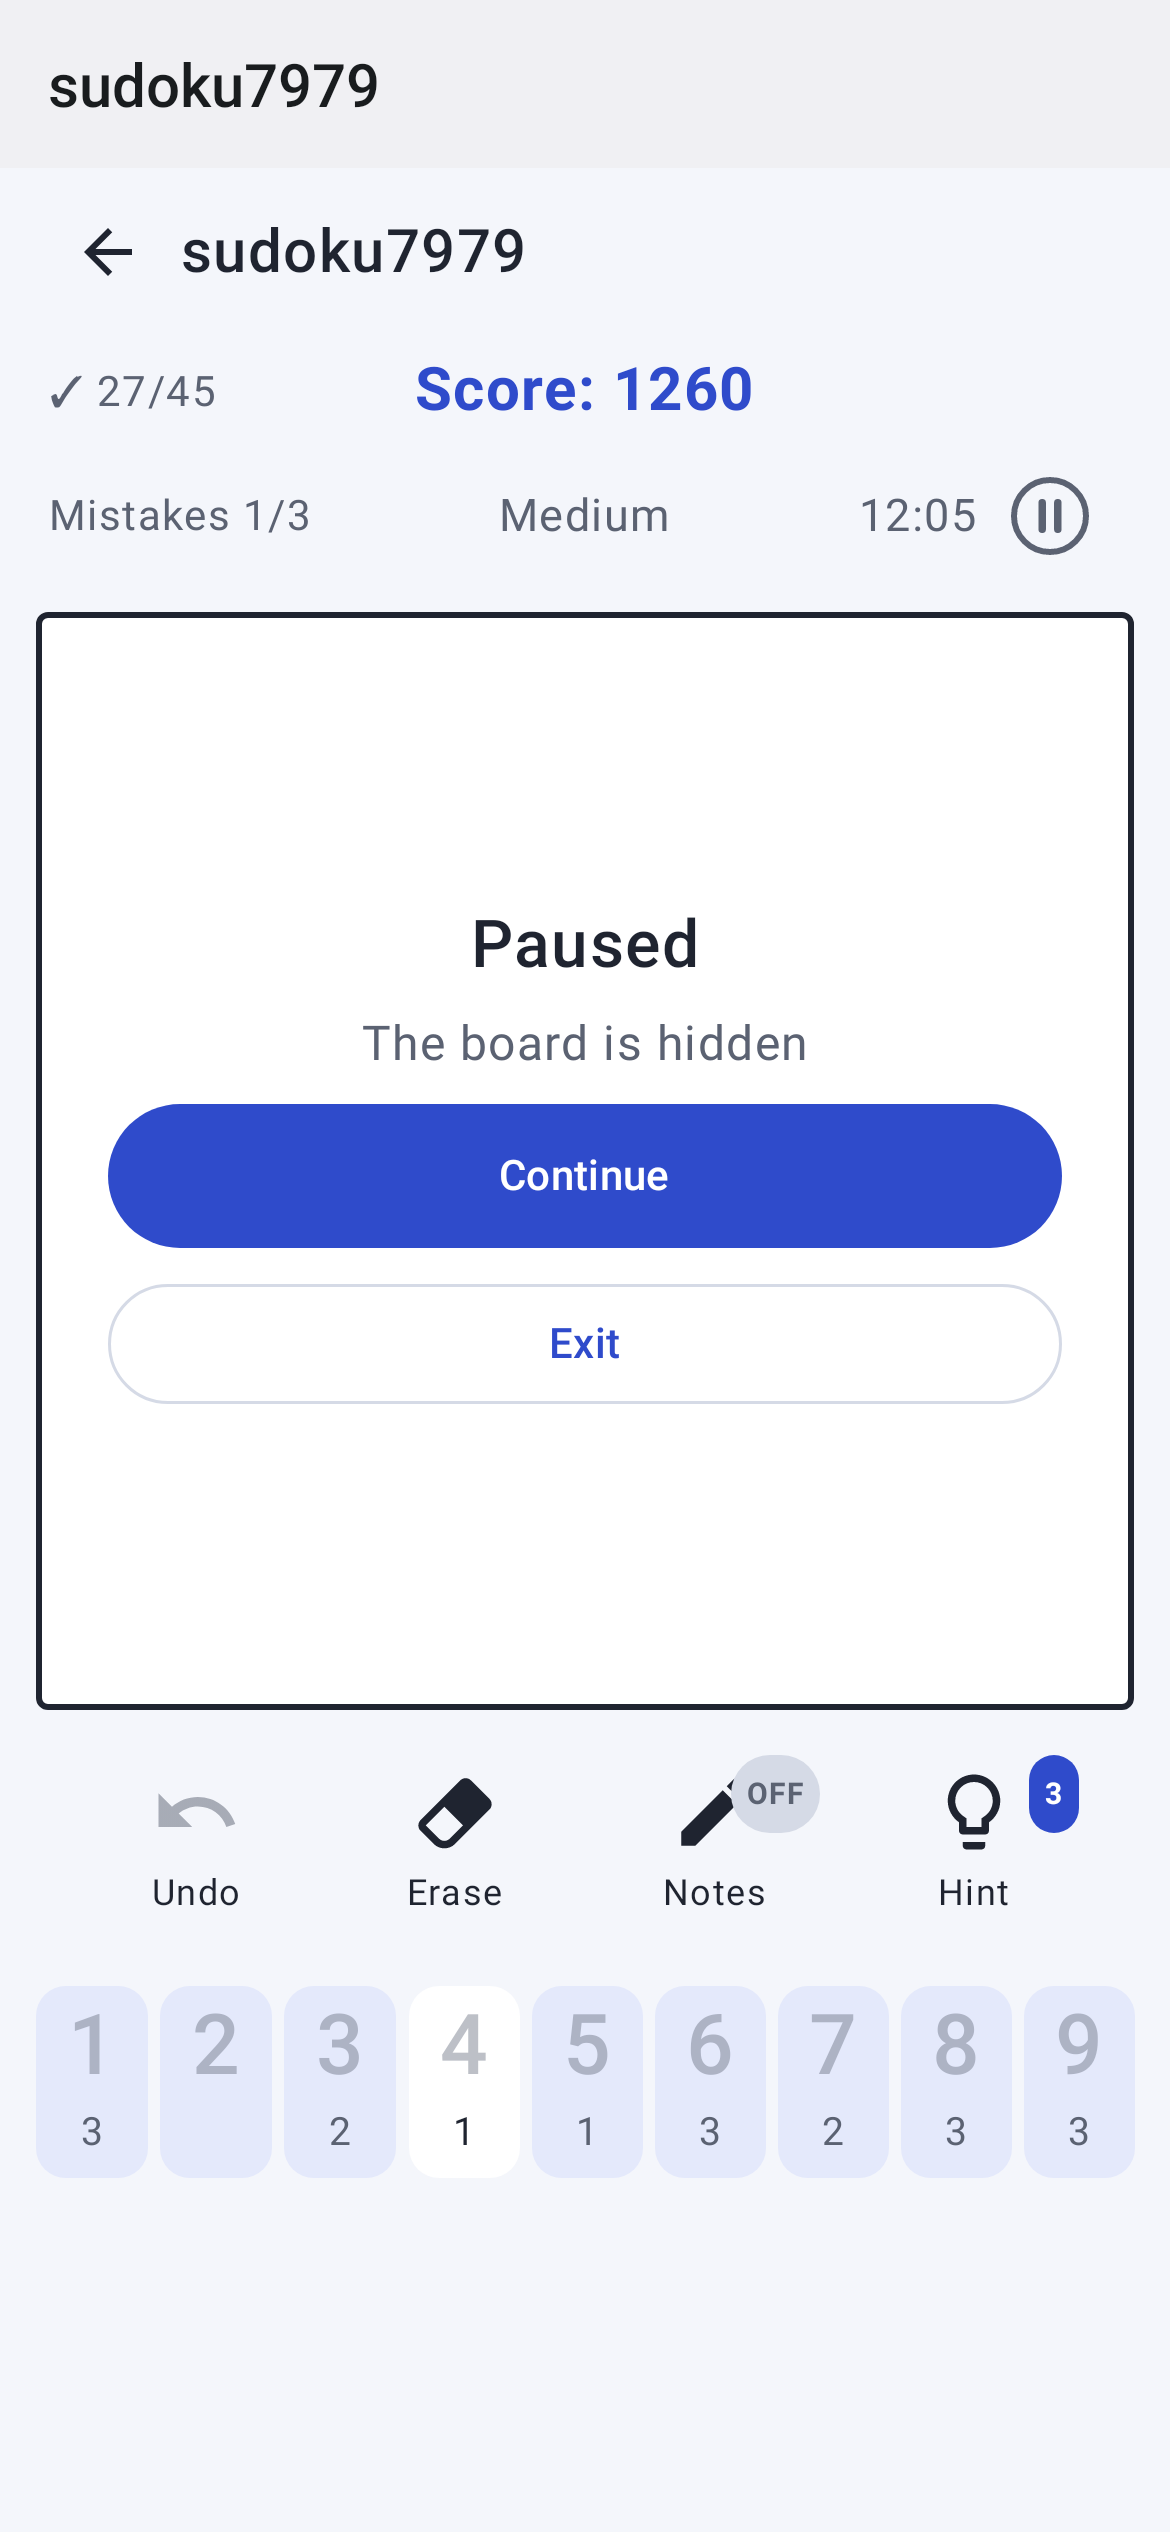 sudoku7979
sudoku7979
✓ 27/45 Score: 1260
Mistakes 1/3 Medium 12:05
Paused
The board is hidden
Continue
Exit
OFF 3
Undo Erase Notes Hint
1 2 3 4 5 6 7 8 9
3 2 1 1 3 2 3 3